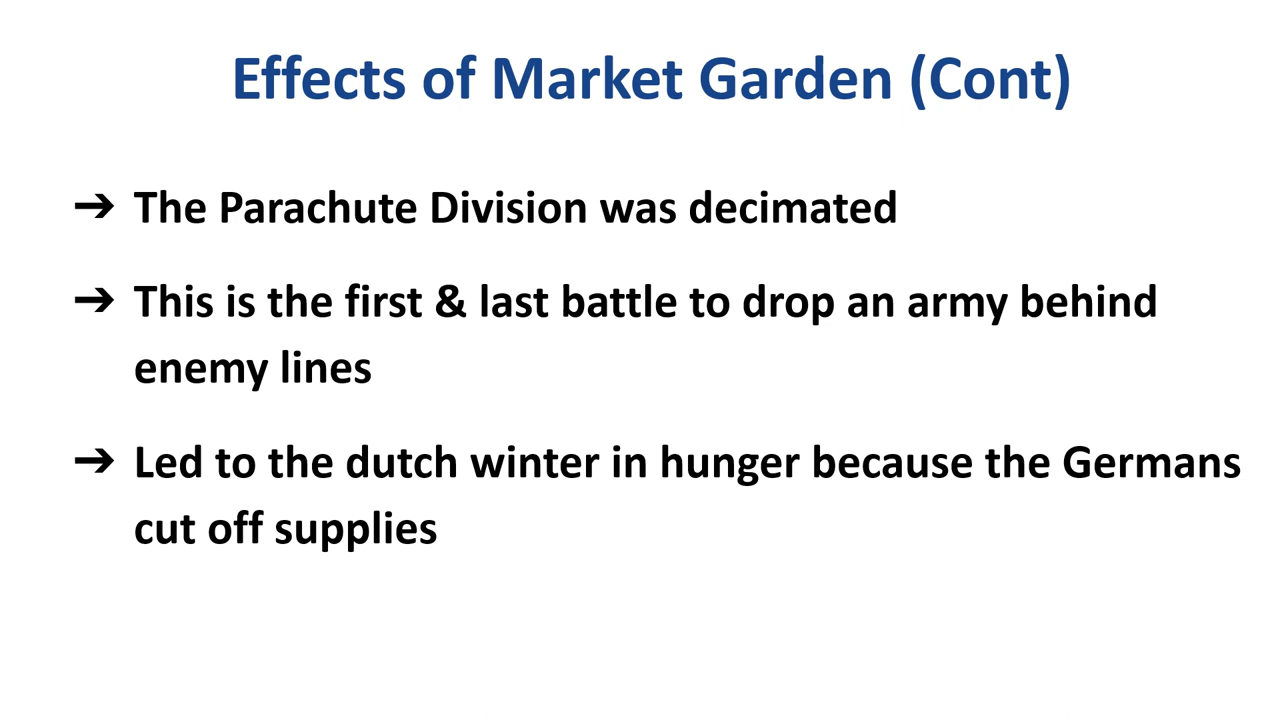 Effects of Market Garden (Cont)
➔ The Parachute Division was decimated
➔ This is the first & last battle to drop an army behind
enemy lines
➔ Led to the dutch winter in hunger because the Germans
cut off supplies